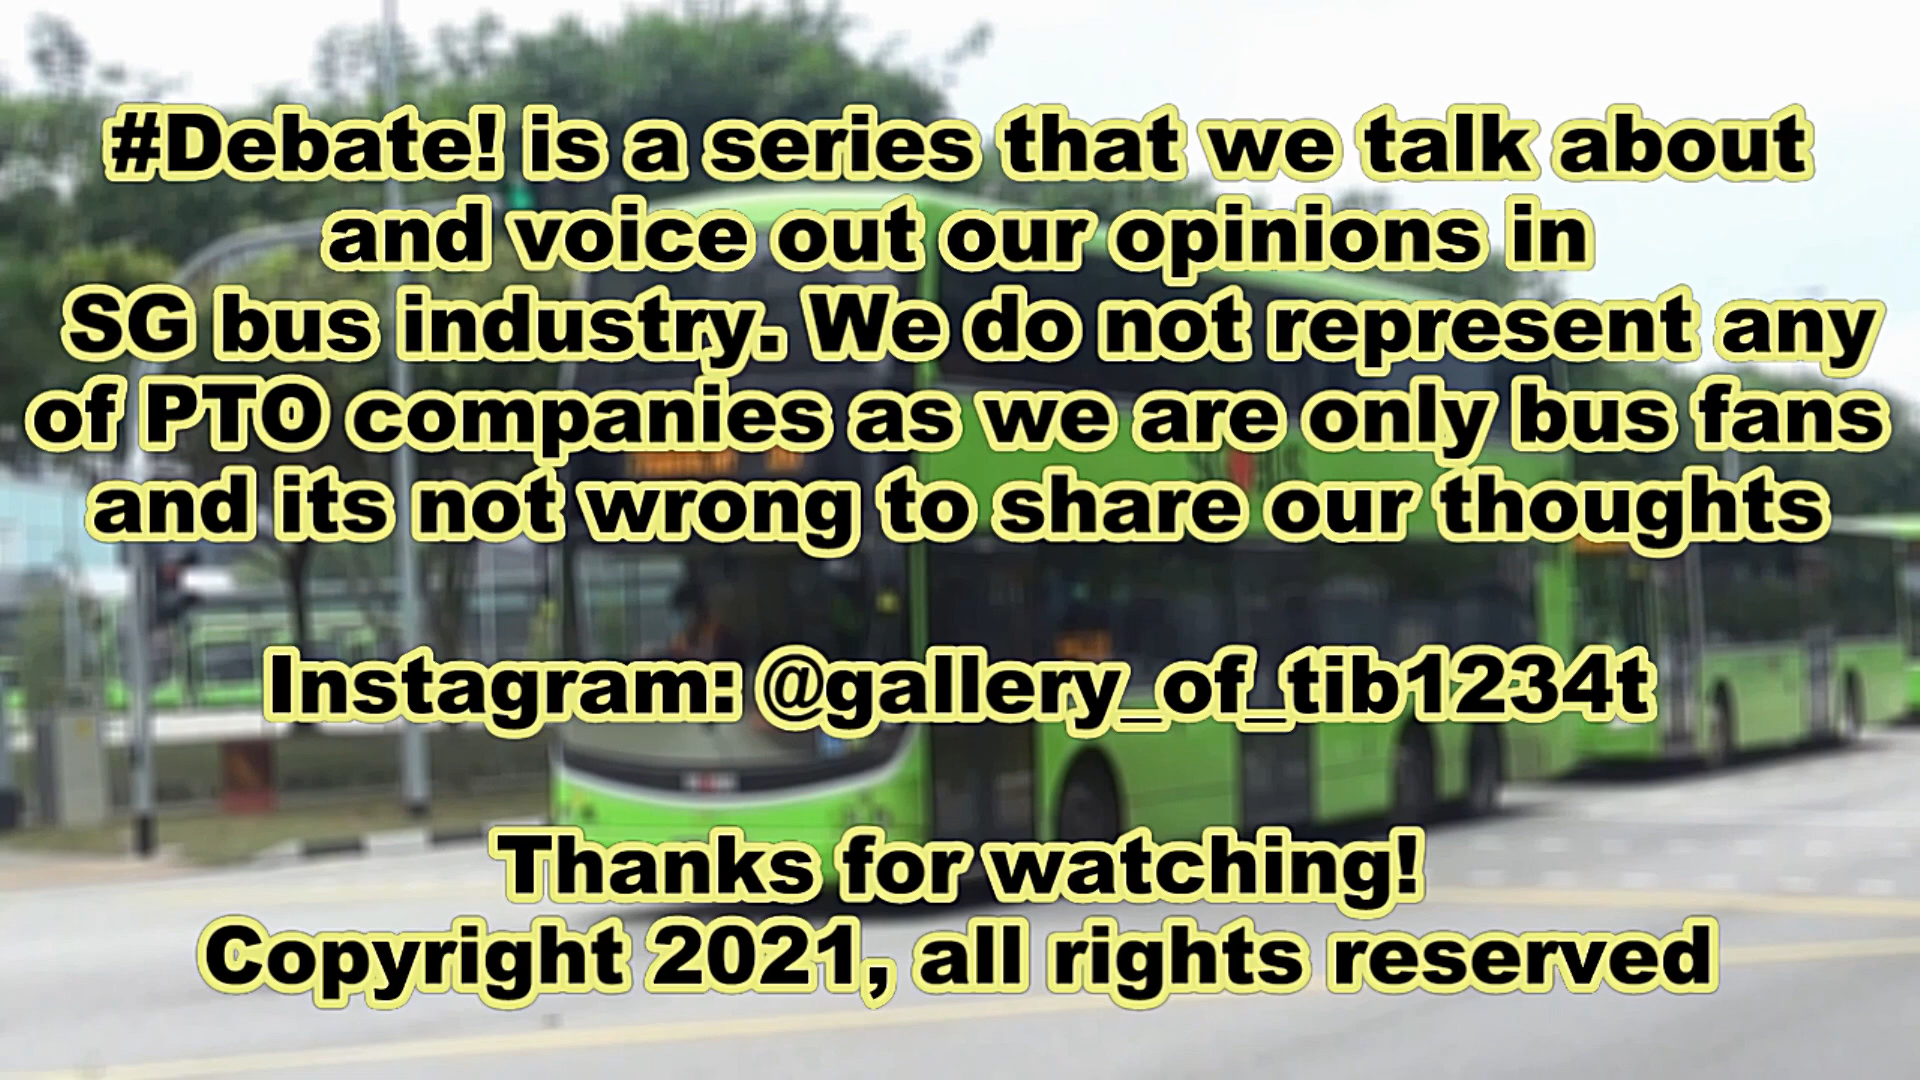 #Debate! is a series that we talk about
and voice out our opinions in
SG bus industry. We do not represent any
of PTO companies as we are only bus fans
and its not wrong to share our thoughts
Instagram: @gallery_of_tib1234t
Thanks for watching!
Copyright 2021, all rights reserved